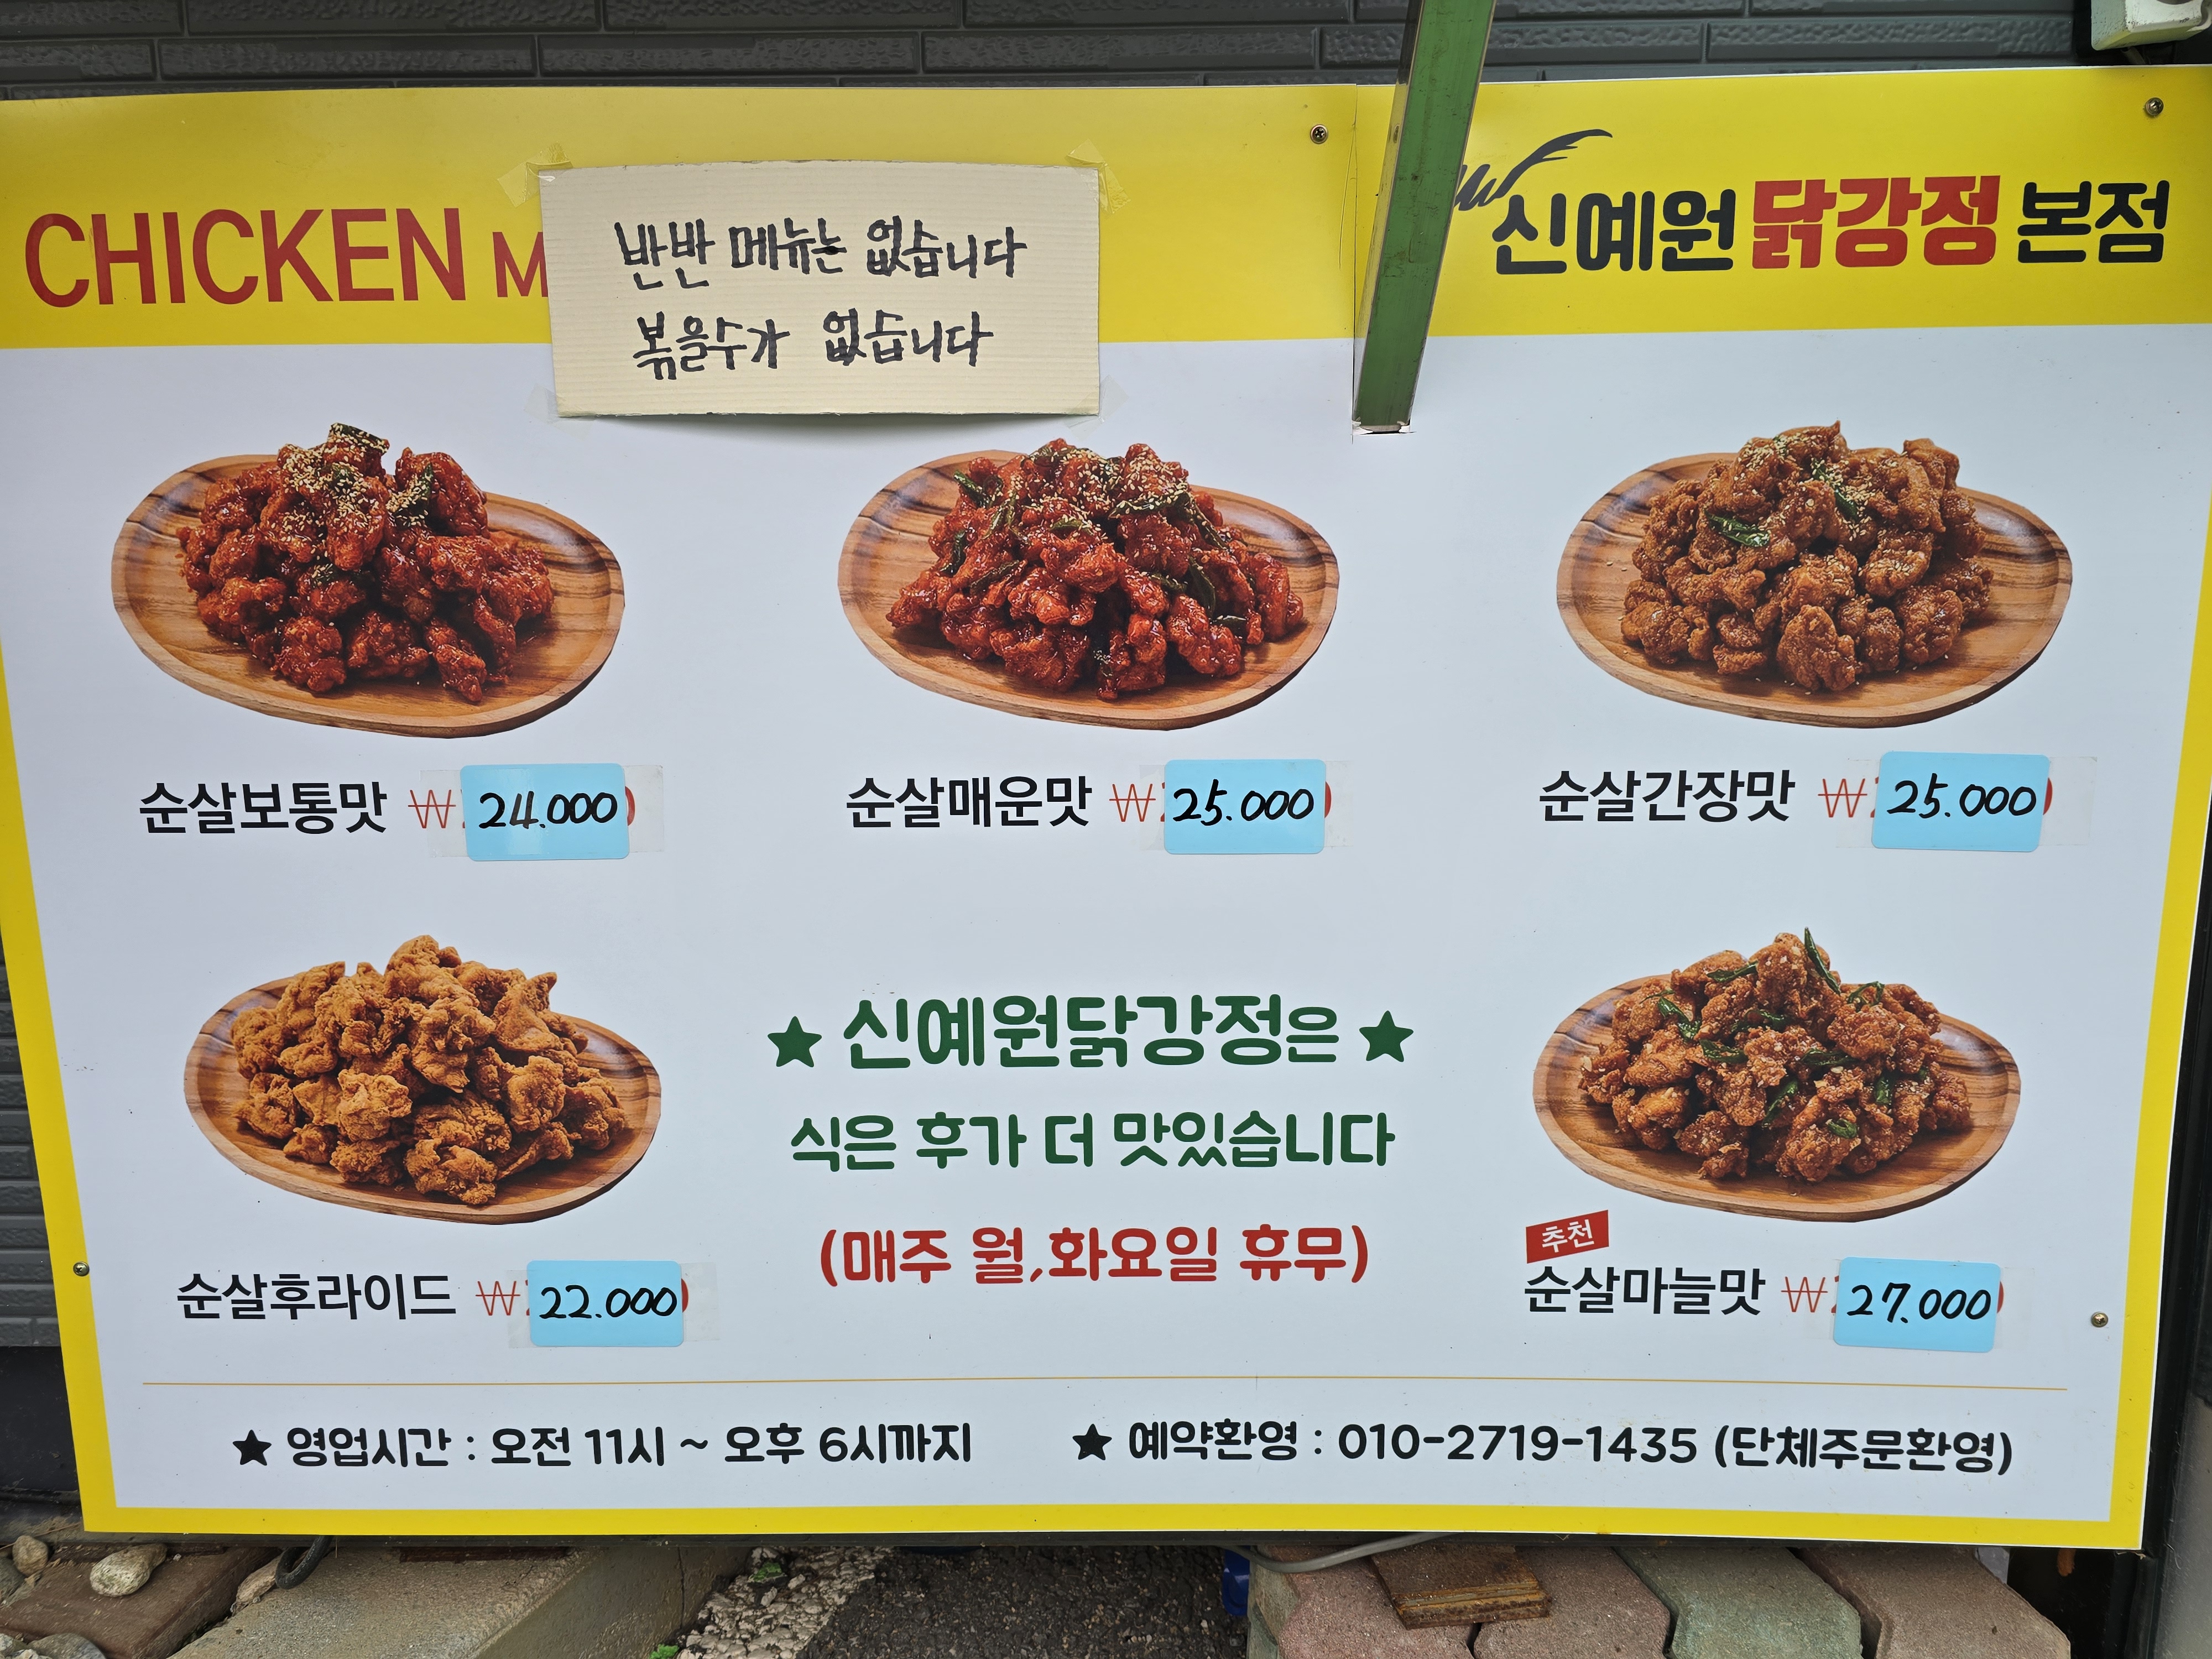 CHICKEN M
반반 메뉴는 없습니다
볶을수가 없습니다
신예원 닭강정 본점
순살보통맛 ₩ 24.000
순살매운맛 ₩ 25.000
순살간장맛 ₩ 25.000
순살후라이드 ₩ 22.000
★ 신예원닭강정은 ★
식은 후가 더 맛있습니다
(매주 월,화요일 휴무)
추천
순살마늘맛 ₩ 27.000
★ 영업시간 : 오전 11시 ~ 오후 6시까지
★ 예약환영 : 010-2719-1435 (단체주문환영)